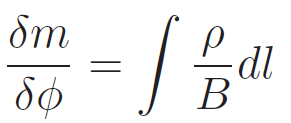 δm/δϕ = ∫ ρ/B dl